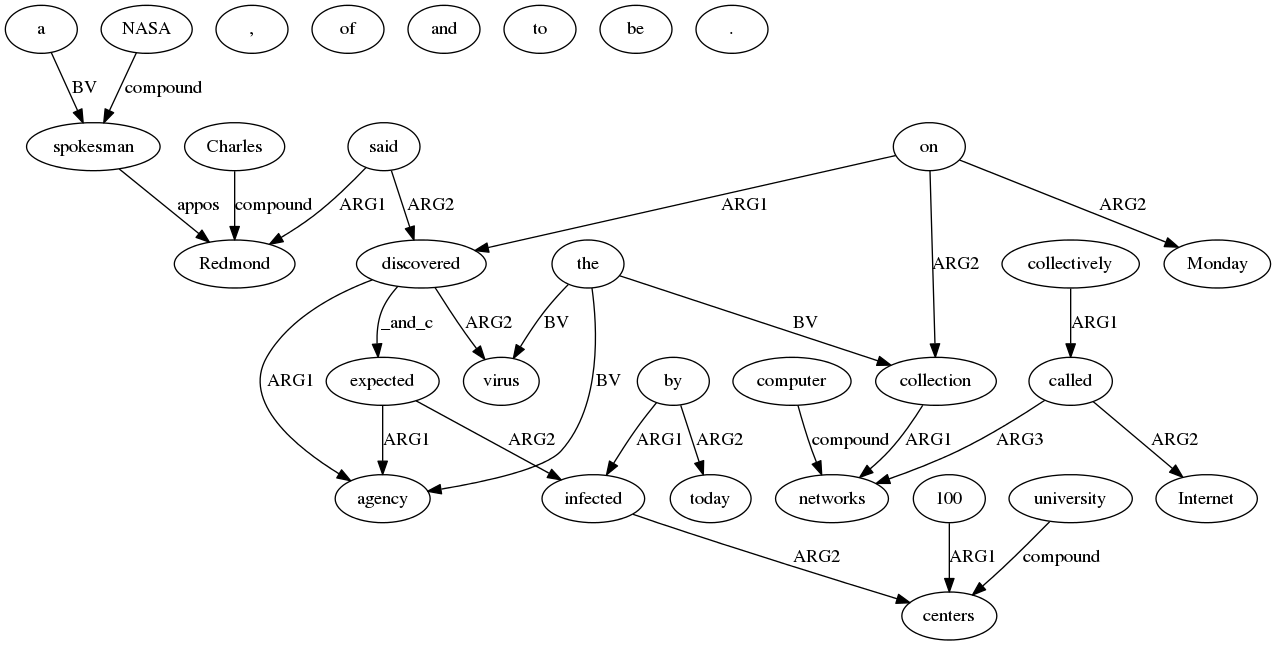 a NASA , of and to be .
BV compound
spokesman Charles said on
appos compound ARG1 ARG2 ARG1 ARG2
Redmond discovered the collectively Monday
ARG2
_and_c ARG2 BV BV ARG1
ARG1 BV
expected virus by computer collection called
ARG1 ARG2 ARG1 ARG2 compound ARG1 ARG3 ARG2
agency infected today networks 100 university Internet
ARG2 ARG1 compound
centers